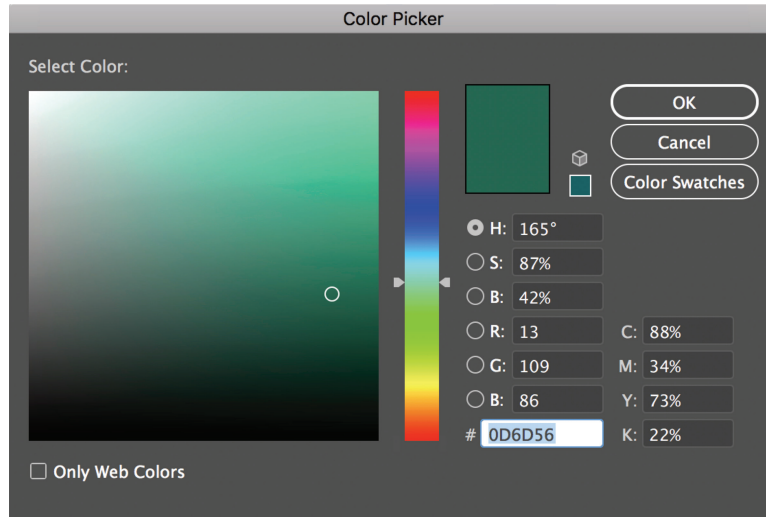 Color Picker
Select Color:
OK
Cancel
Color Swatches
H: 165°
S: 87%
B: 42%
R: 13 C: 88%
G: 109 M: 34%
B: 86 Y: 73%
# 0D6D56 K: 22%
Only Web Colors